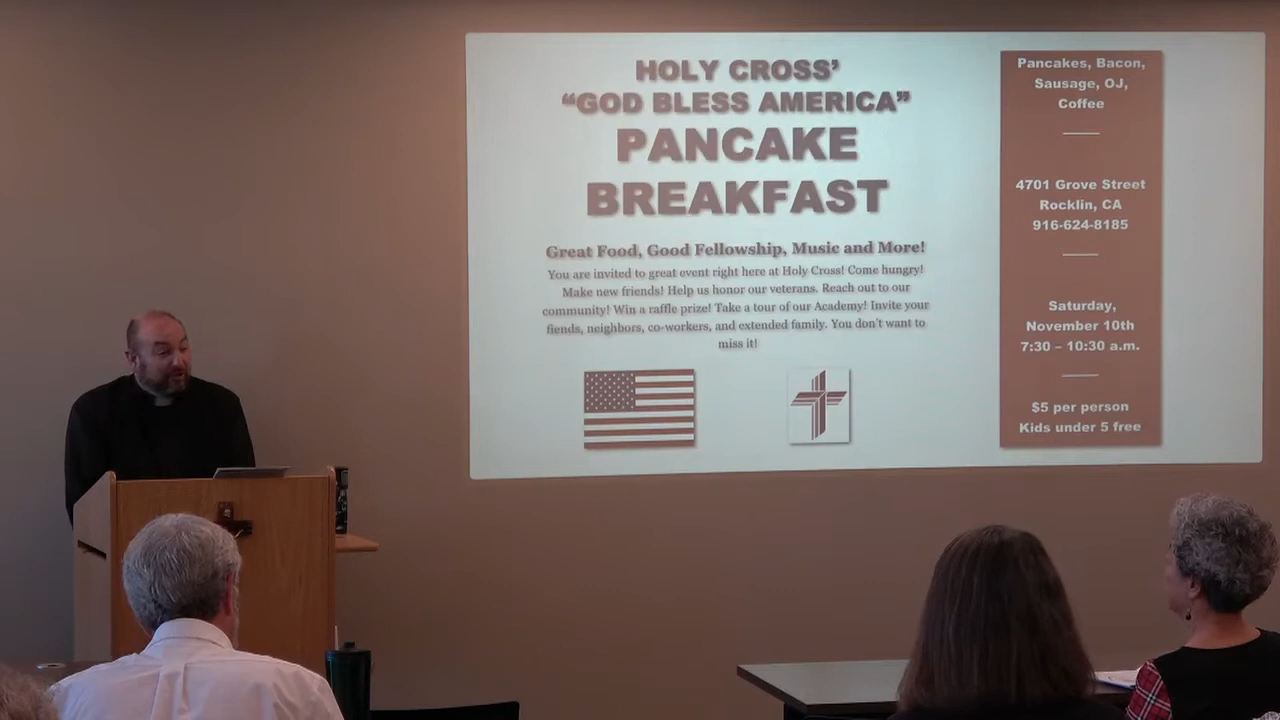 HOLY CROSS’
“GOD BLESS AMERICA”
PANCAKE
BREAKFAST
Great Food, Good Fellowship, Music and More!
You are invited to great event right here at Holy Cross! Come hungry!
Make new friends! Help us honor our veterans. Reach out to our
community! Win a raffle prize! Take a tour of our Academy! Invite your
fiends, neighbors, co-workers, and extended family. You don’t want to
miss it!
Pancakes, Bacon,
Sausage, OJ,
Coffee
4701 Grove Street
Rocklin, CA
916-624-8185
Saturday,
November 10th
7:30 – 10:30 a.m.
$5 per person
Kids under 5 free